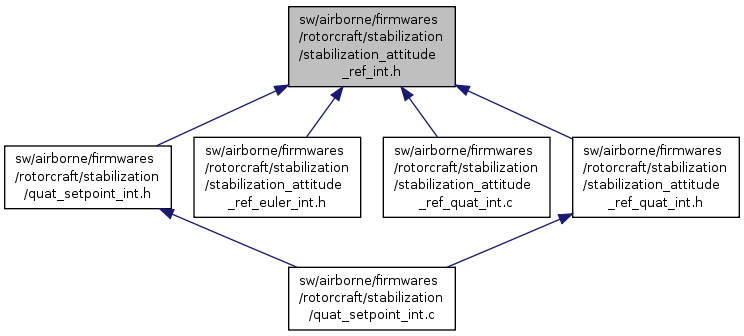 sw/airborne/firmwares
/rotorcraft/stabilization
/stabilization_attitude
_ref_int.h
sw/airborne/firmwares
/rotorcraft/stabilization
/quat_setpoint_int.h
sw/airborne/firmwares
/rotorcraft/stabilization
/stabilization_attitude
_ref_euler_int.h
sw/airborne/firmwares
/rotorcraft/stabilization
/stabilization_attitude
_ref_quat_int.c
sw/airborne/firmwares
/rotorcraft/stabilization
/stabilization_attitude
_ref_quat_int.h
sw/airborne/firmwares
/rotorcraft/stabilization
/quat_setpoint_int.c